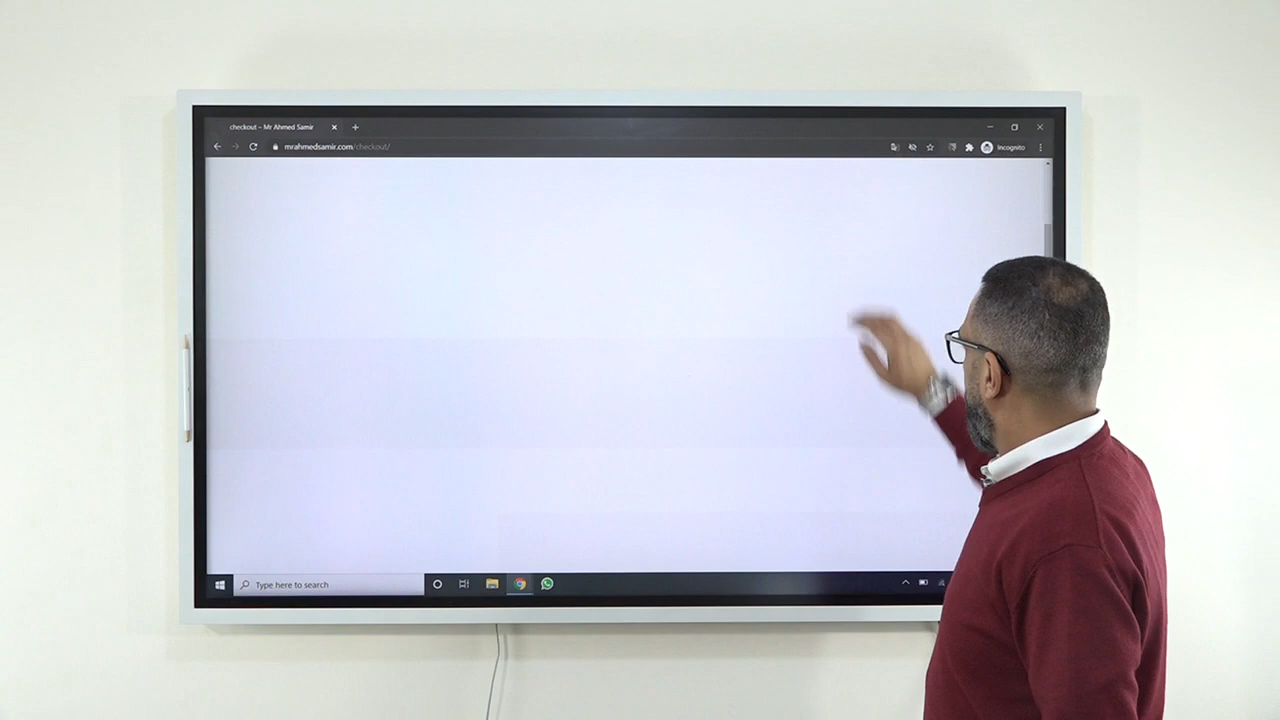 checkout – Mr Ahmed Samir
mrahmedsamir.com/checkout/
Incognito
Type here to search